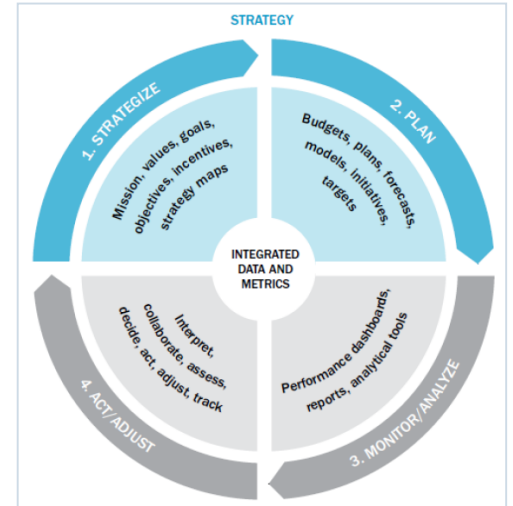 STRATEGY
1. STRATEGIZE
2. PLAN
Mission, values, goals,
objectives, incentives,
strategy maps
Budgets, plans, forecasts,
models, initiatives,
targets
INTEGRATED
DATA AND
METRICS
Interpret,
collaborate, assess,
decide, act, adjust, track
Performance dashboards,
reports, analytical tools
4. ACT/ADJUST
3. MONITOR/ANALYZE